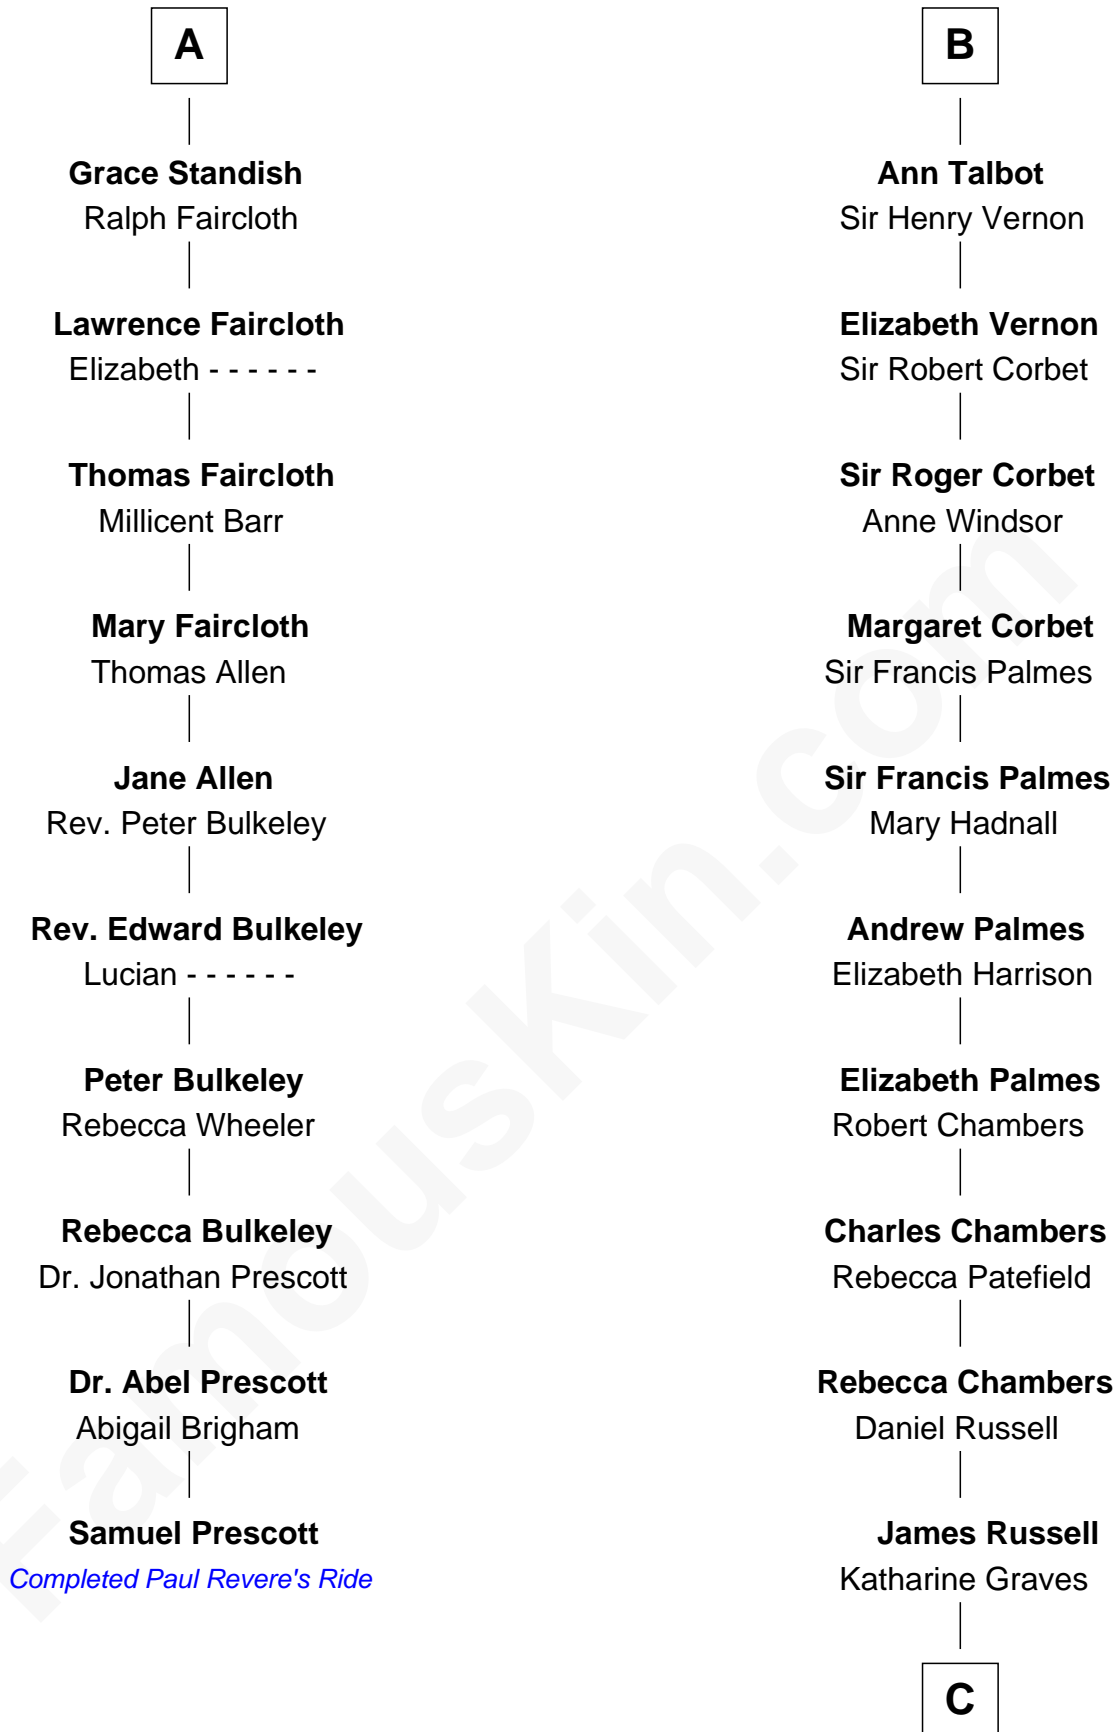 A
Grace Standish
Ralph Faircloth
Lawrence Faircloth
Elizabeth - - - - - -
Thomas Faircloth
Millicent Barr
Mary Faircloth
Thomas Allen
Jane Allen
Rev. Peter Bulkeley
Rev. Edward Bulkeley
Lucian - - - - - -
Peter Bulkeley
Rebecca Wheeler
Rebecca Bulkeley
Dr. Jonathan Prescott
Dr. Abel Prescott
Abigail Brigham
Samuel Prescott
Completed Paul Revere's Ride
B
Ann Talbot
Sir Henry Vernon
Elizabeth Vernon
Sir Robert Corbet
Sir Roger Corbet
Anne Windsor
Margaret Corbet
Sir Francis Palmes
Sir Francis Palmes
Mary Hadnall
Andrew Palmes
Elizabeth Harrison
Elizabeth Palmes
Robert Chambers
Charles Chambers
Rebecca Patefield
Rebecca Chambers
Daniel Russell
James Russell
Katharine Graves
C
FamousKin.com